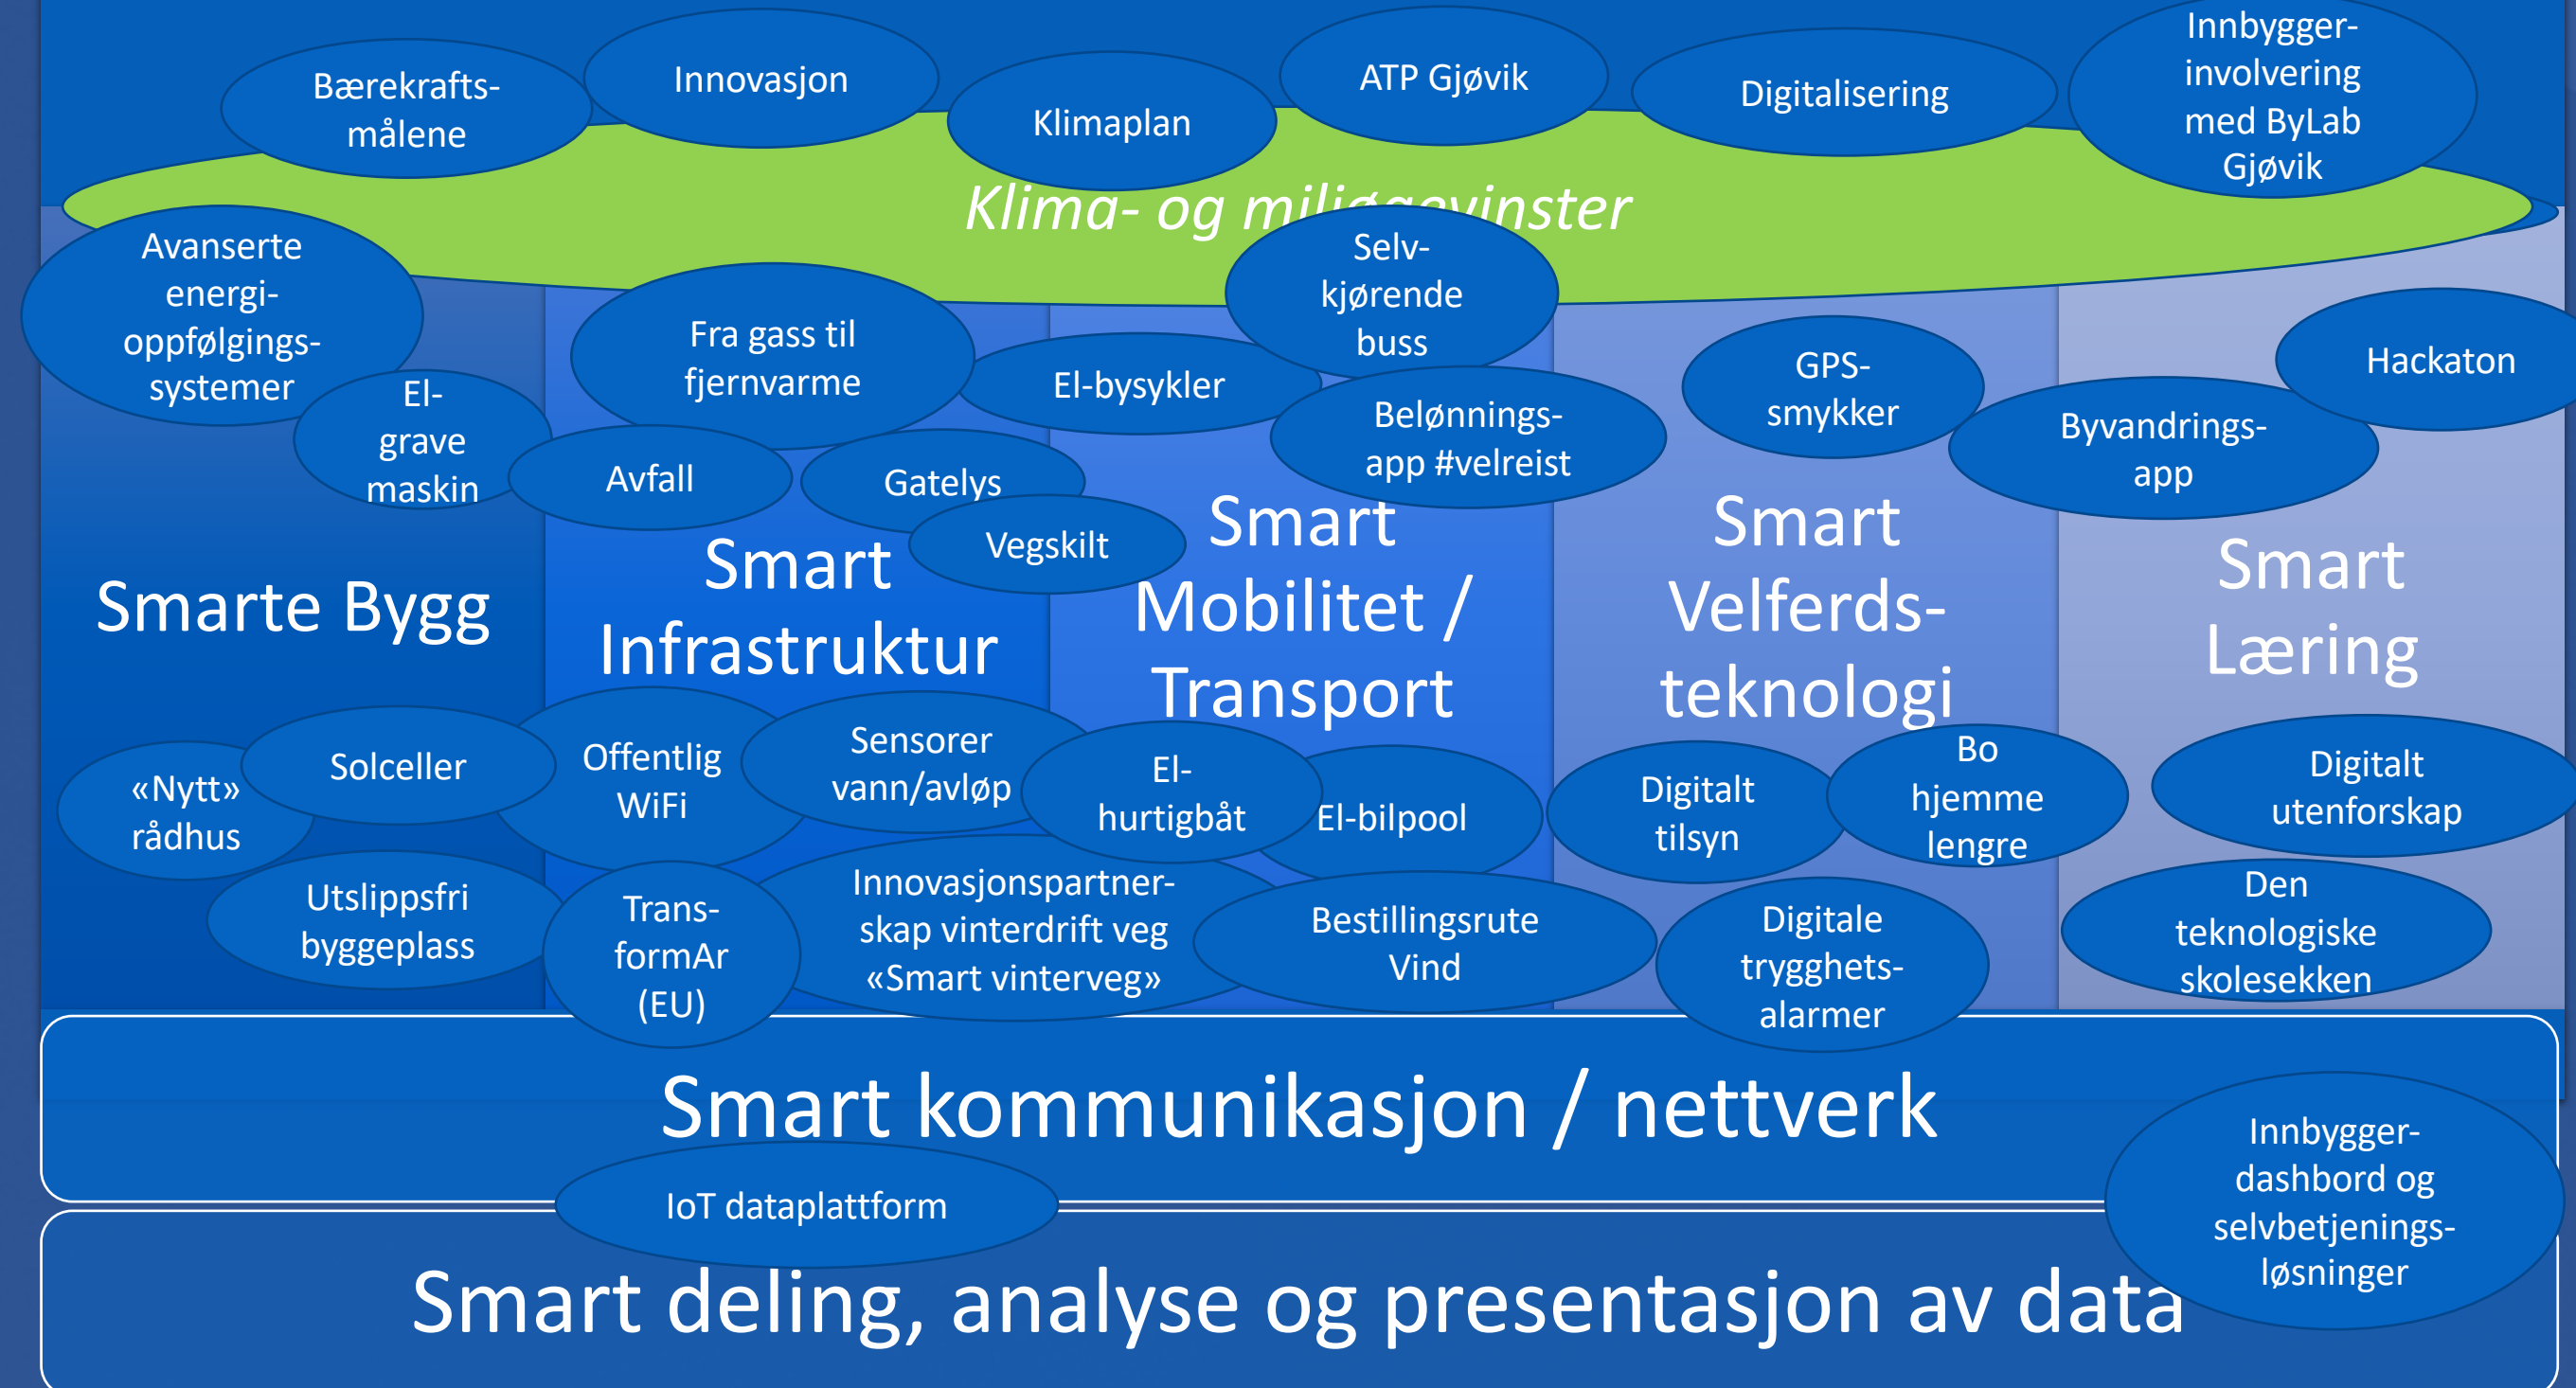 Bærekrafts-
målene
Innovasjon
Klimaplan
ATP Gjøvik
Digitalisering
Innbygger-
involvering
med ByLab
Gjøvik
Klima- og miljøgevinster
Avanserte
energi-
oppfølgings-
systemer
El-
grave
maskin
Fra gass til
fjernvarme
Avfall
Gatelys
Vegskilt
El-bysykler
Selv-
kjørende
buss
Belønnings-
app #velreist
GPS-
smykker
Byvandrings-
app
Hackaton
Smarte Bygg
Smart
Infrastruktur
Smart
Mobilitet /
Transport
Smart
Velferds-
teknologi
Smart
Læring
«Nytt»
rådhus
Solceller
Utslippsfri
byggeplass
Offentlig
WiFi
Sensorer
vann/avløp
Trans-
formAr
(EU)
Innovasjonspartner-
skap vinterdrift veg
«Smart vinterveg»
El-
hurtigbåt
El-bilpool
Bestillingsrute
Vind
Digitalt
tilsyn
Bo
hjemme
lengre
Digitale
trygghets-
alarmer
Digitalt
utenforskap
Den
teknologiske
skolesekken
Smart kommunikasjon / nettverk
IoT dataplattform
Innbygger-
dashbord og
selvbetjenings-
løsninger
Smart deling, analyse og presentasjon av data